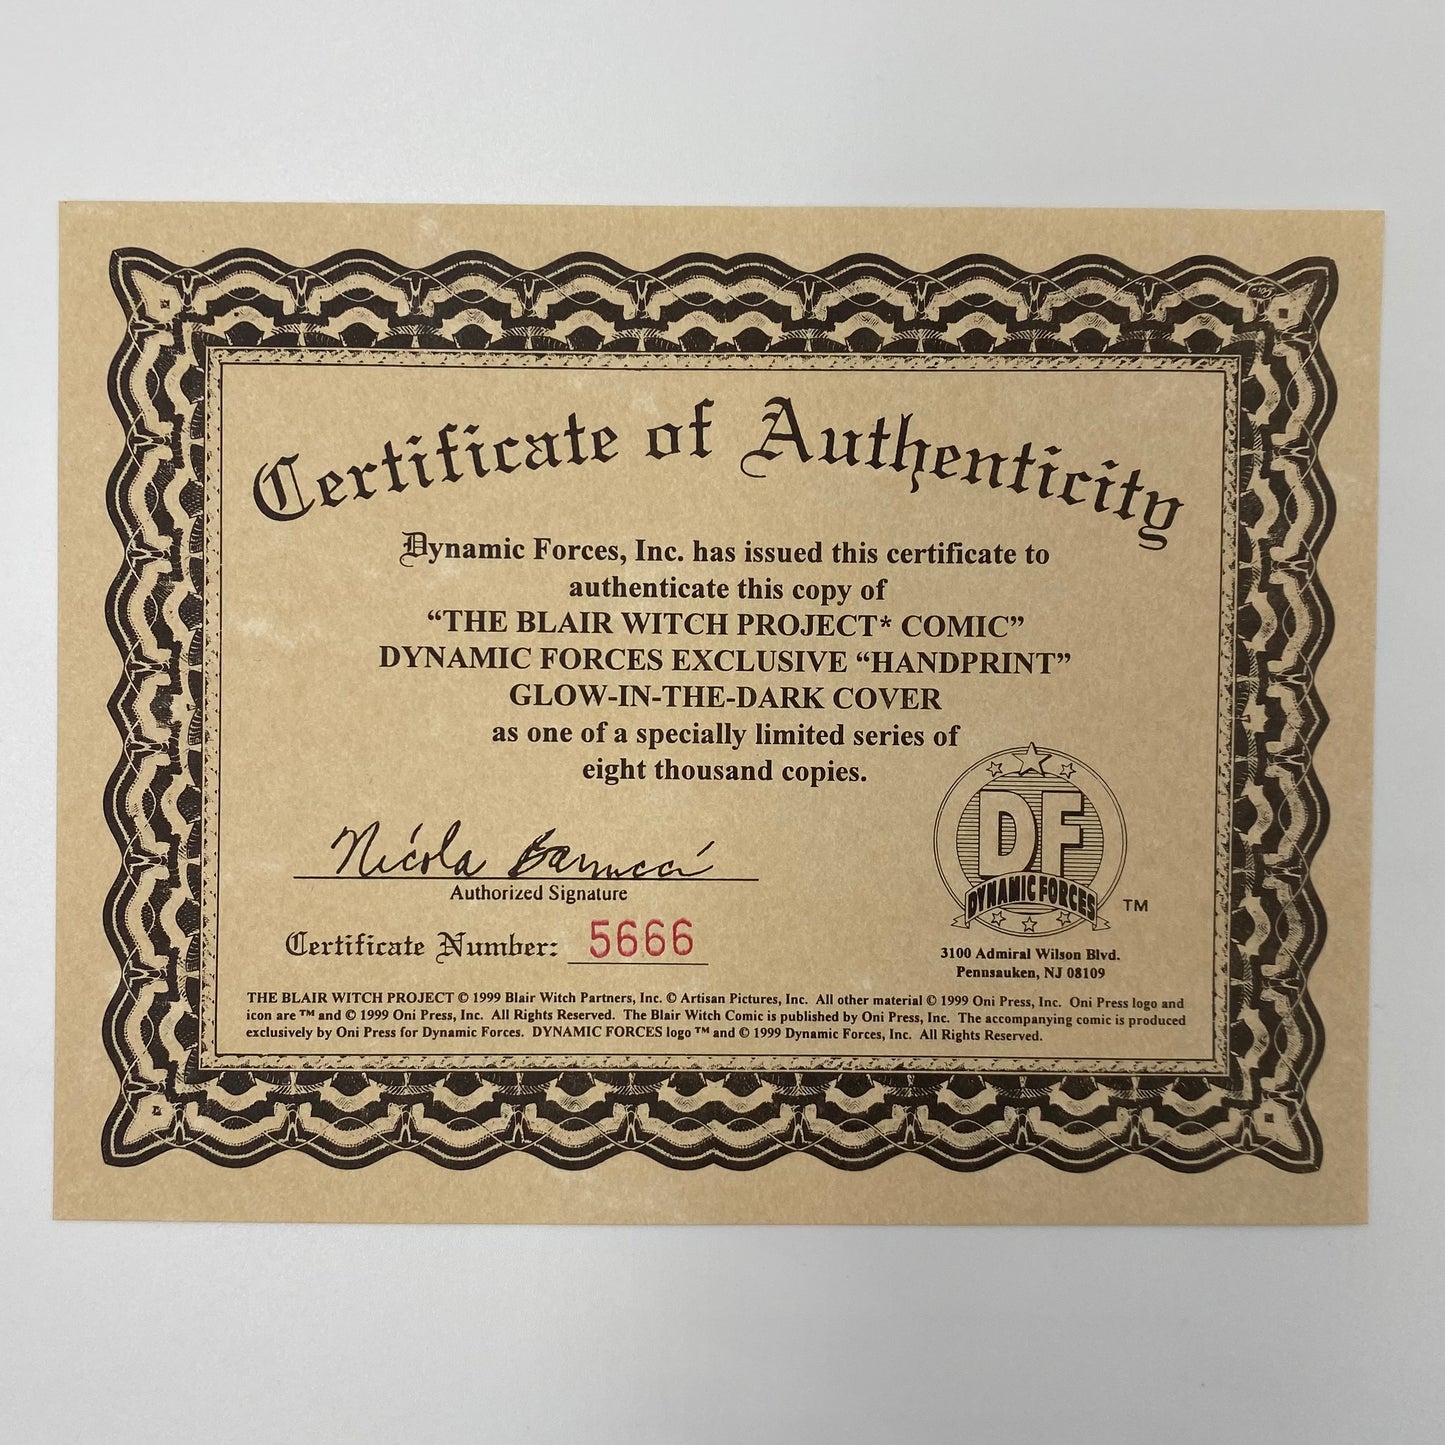 Certificate of Authenticity
Dynamic Forces, Inc. has issued this certificate to
authenticate this copy of
“THE BLAIR WITCH PROJECT* COMIC”
DYNAMIC FORCES EXCLUSIVE “HANDPRINT”
GLOW-IN-THE-DARK COVER
as one of a specially limited series of
eight thousand copies.
Nicola Barrucci
Authorized Signature
Certificate Number: 5666
DF
DYNAMIC FORCES
TM
3100 Admiral Wilson Blvd.
Pennsauken, NJ 08109
THE BLAIR WITCH PROJECT © 1999 Blair Witch Partners, Inc. © Artisan Pictures, Inc. All other material © 1999 Oni Press, Inc. Oni Press logo and
icon are ™ and © 1999 Oni Press, Inc. All Rights Reserved. The Blair Witch Comic is published by Oni Press, Inc. The accompanying comic is produced
exclusively by Oni Press for Dynamic Forces. DYNAMIC FORCES logo ™ and © 1999 Dynamic Forces, Inc. All Rights Reserved.